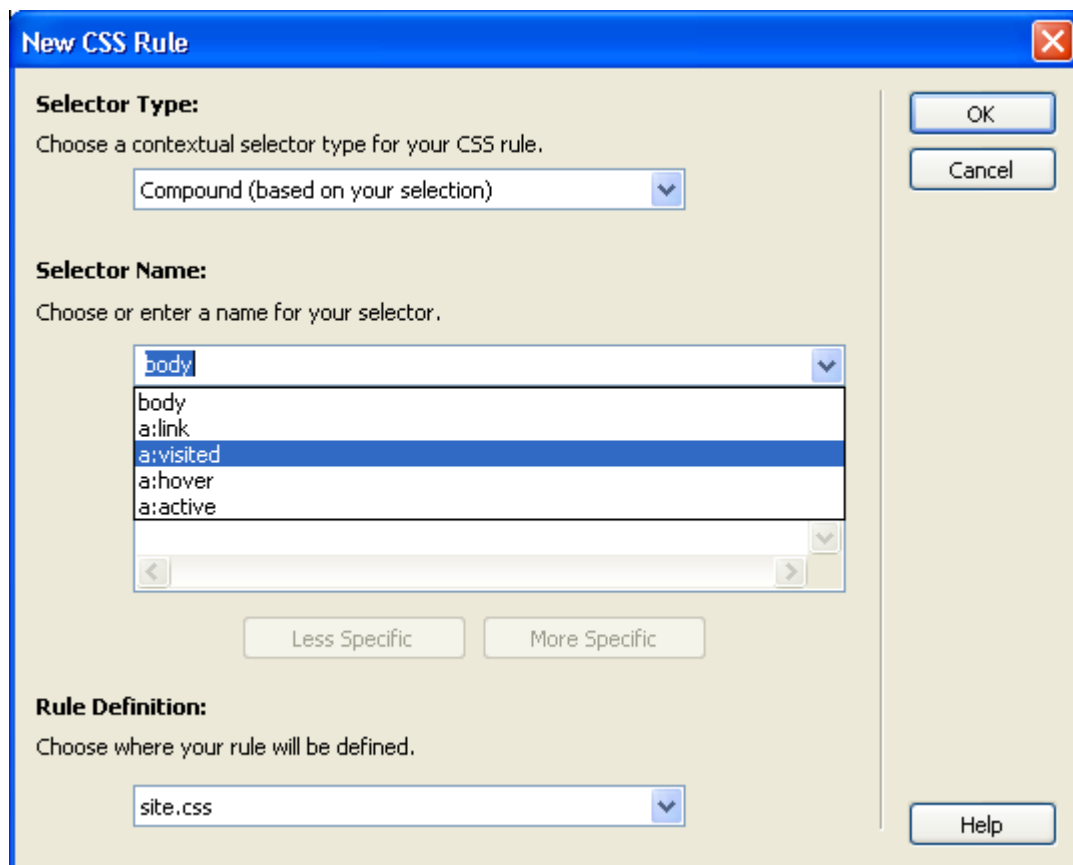 New CSS Rule
Selector Type:
OK
Choose a contextual selector type for your CSS rule.
Cancel
Compound (based on your selection)
Selector Name:
Choose or enter a name for your selector.
body
body
a:link
a:visited
a:hover
a:active
Less Specific
More Specific
Rule Definition:
Choose where your rule will be defined.
site.css
Help